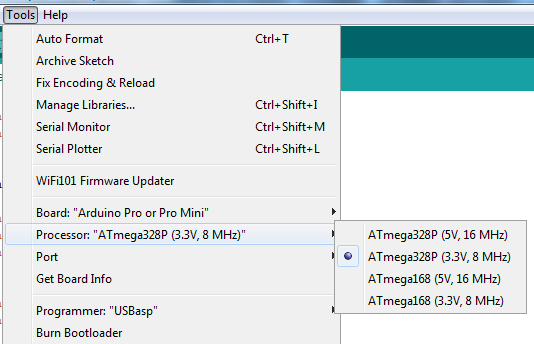 Tools Help
Auto Format Ctrl+T
Archive Sketch
Fix Encoding & Reload
Manage Libraries... Ctrl+Shift+I
Serial Monitor Ctrl+Shift+M
Serial Plotter Ctrl+Shift+L
WiFi101 Firmware Updater
Board: "Arduino Pro or Pro Mini"
Processor: "ATmega328P (3.3V, 8 MHz)"
Port
Get Board Info
Programmer: "USBasp"
Burn Bootloader
ATmega328P (5V, 16 MHz)
ATmega328P (3.3V, 8 MHz)
ATmega168 (5V, 16 MHz)
ATmega168 (3.3V, 8 MHz)